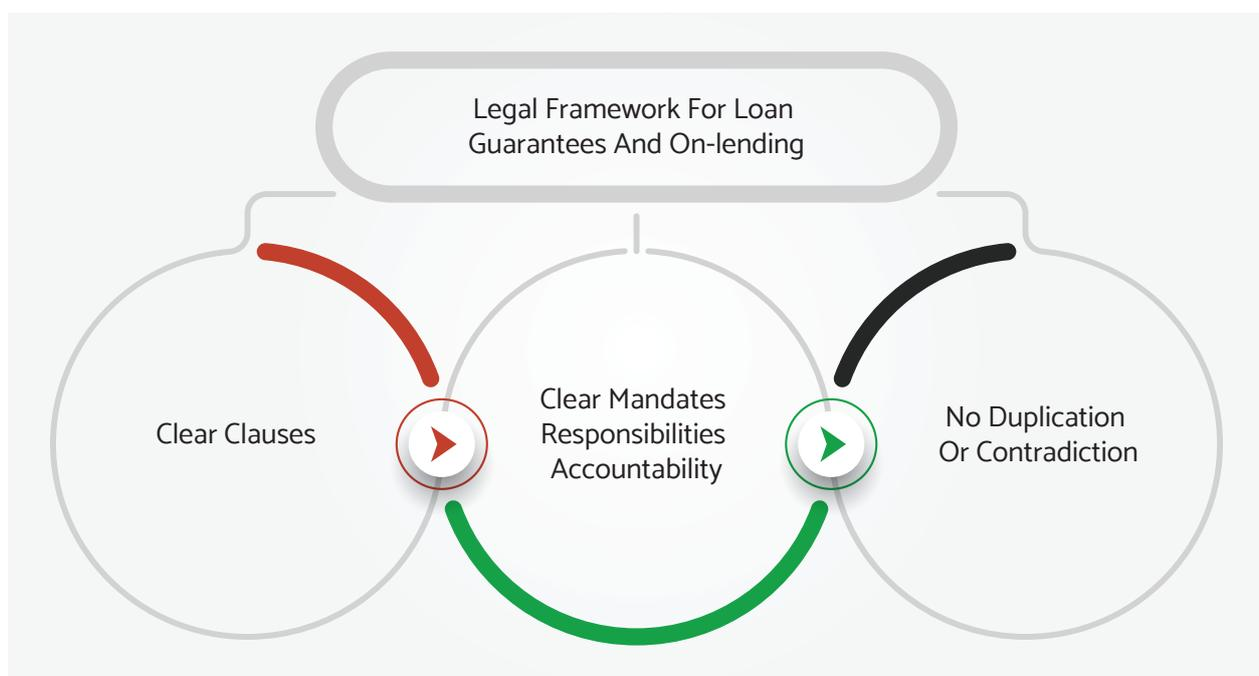 Legal Framework For Loan
Guarantees And On-lending
Clear Clauses
Clear Mandates
Responsibilities
Accountability
No Duplication
Or Contradiction